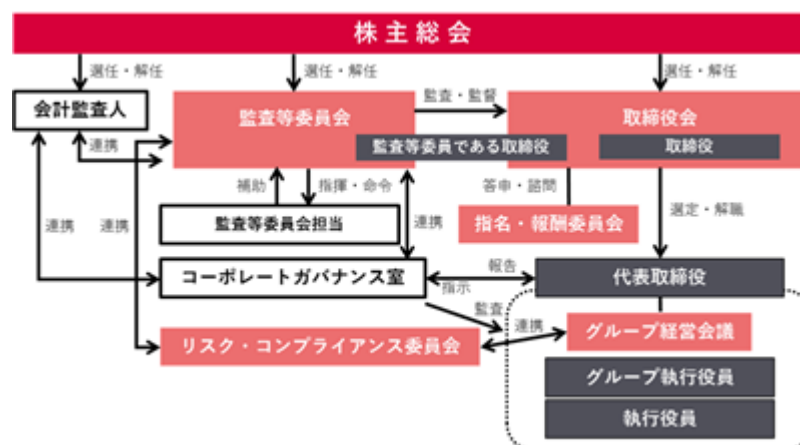 株主総会
選任・解任
選任・解任
選任・解任
会計監査人
監査等委員会
監査・監督
取締役会
監査等委員である取締役
取締役
連携
補助
指揮・命令
答申・諮問
選定・解職
監査等委員会担当
指名・報酬委員会
連携
連携
連携
コーポレートガバナンス室
報告
指示
代表取締役
監査
連携
グループ経営会議
リスク・コンプライアンス委員会
グループ執行役員
執行役員